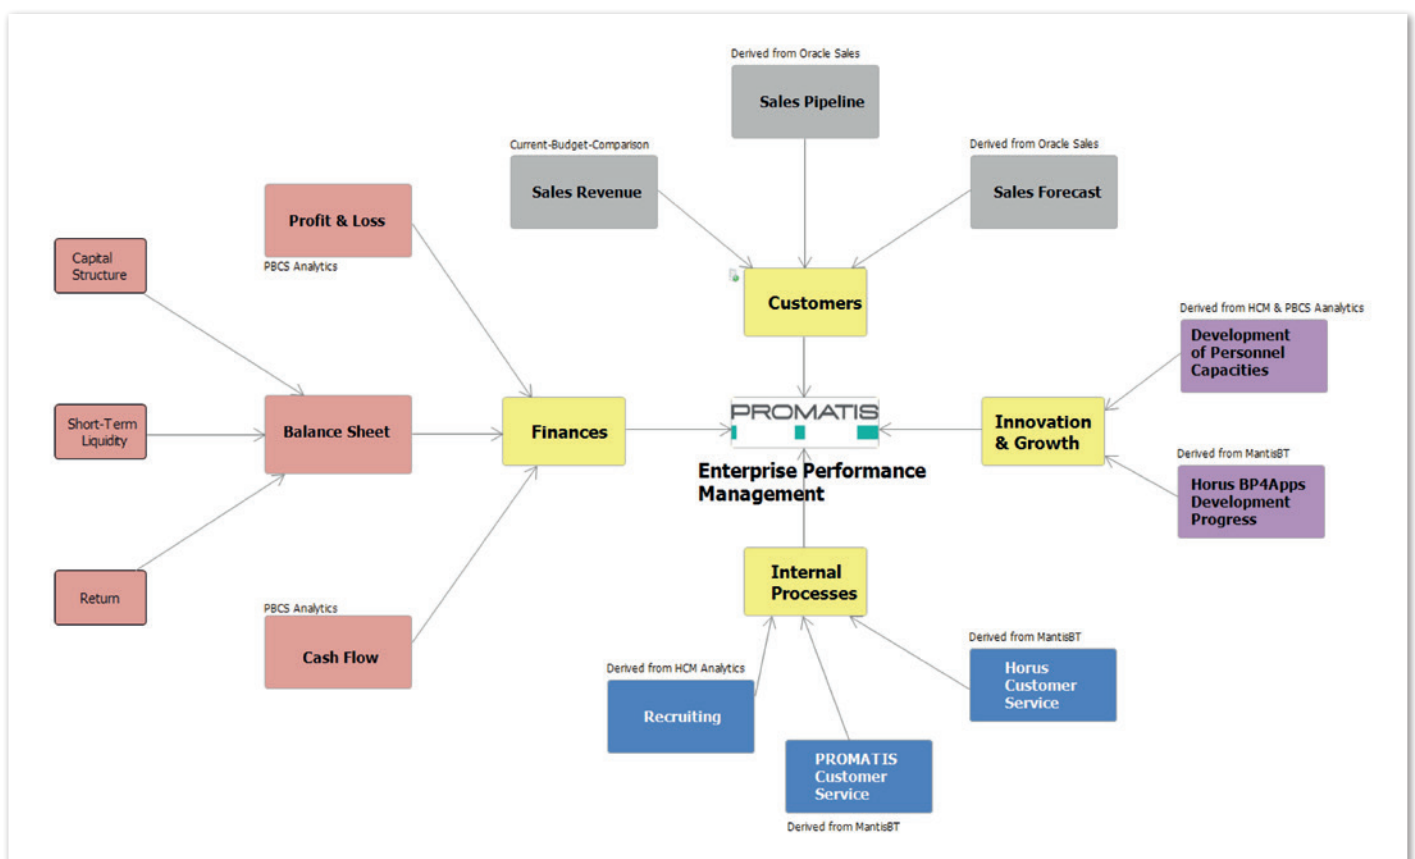 Derived from Oracle Sales
Sales Pipeline
Current-Budget-Comparison
Sales Revenue
Derived from Oracle Sales
Sales Forecast
Profit & Loss
PBCS Analytics
Captal
Structure
Customers
Derived from HCM & PBCS Aanalytics
Development
of Personnel
Capacities
Short-Term
Liquidity
Balance Sheet
Finances
PROMATIS
Enterprise Performance
Management
Innovation
& Growth
Derived from MantisBT
Horus BP4Apps
Development
Progress
Return
PBCS Analytics
Cash Flow
Internal
Processes
Derived from HCM Analytics
Recruiting
PROMATIS
Customer
Service
Derived from MantisBT
Derived from MantisBT
Horus
Customer
Service